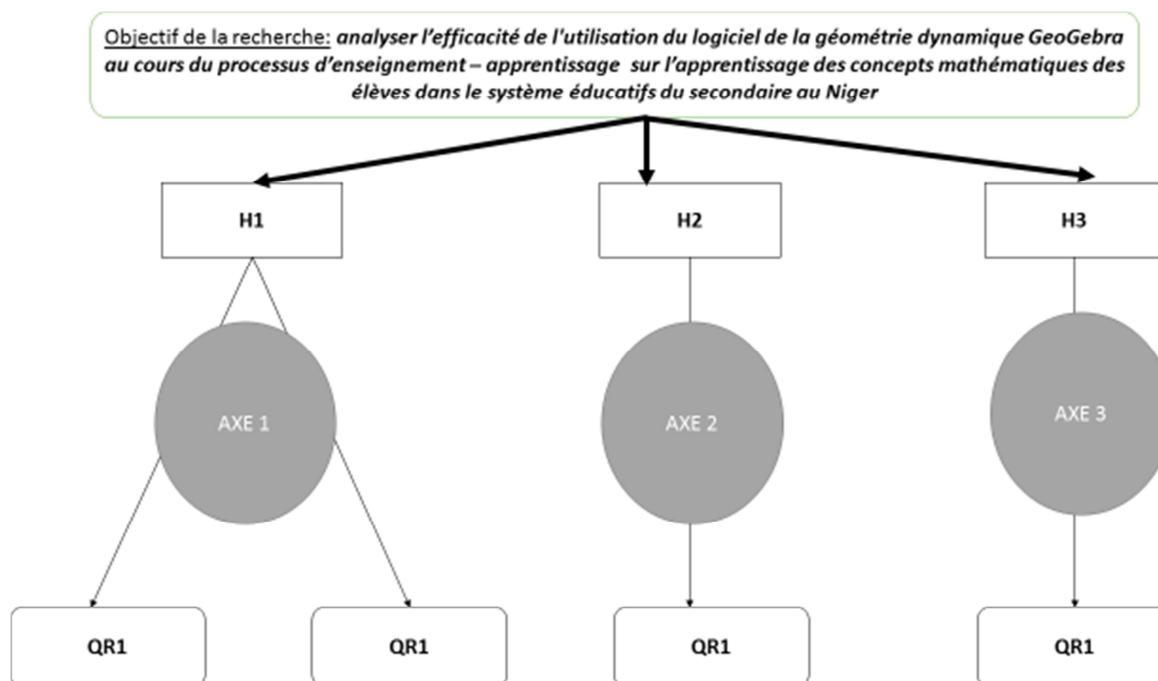 Objectif de la recherche: analyser l'efficacité de l'utilisation du logiciel de la géométrie dynamique GeoGebra
au cours du processus d'enseignement – apprentissage sur l'apprentissage des concepts mathématiques des
élèves dans le système éducatifs du secondaire au Niger
H1
H2
H3
AXE 1
AXE 2
AXE 3
QR1
QR1
QR1
QR1